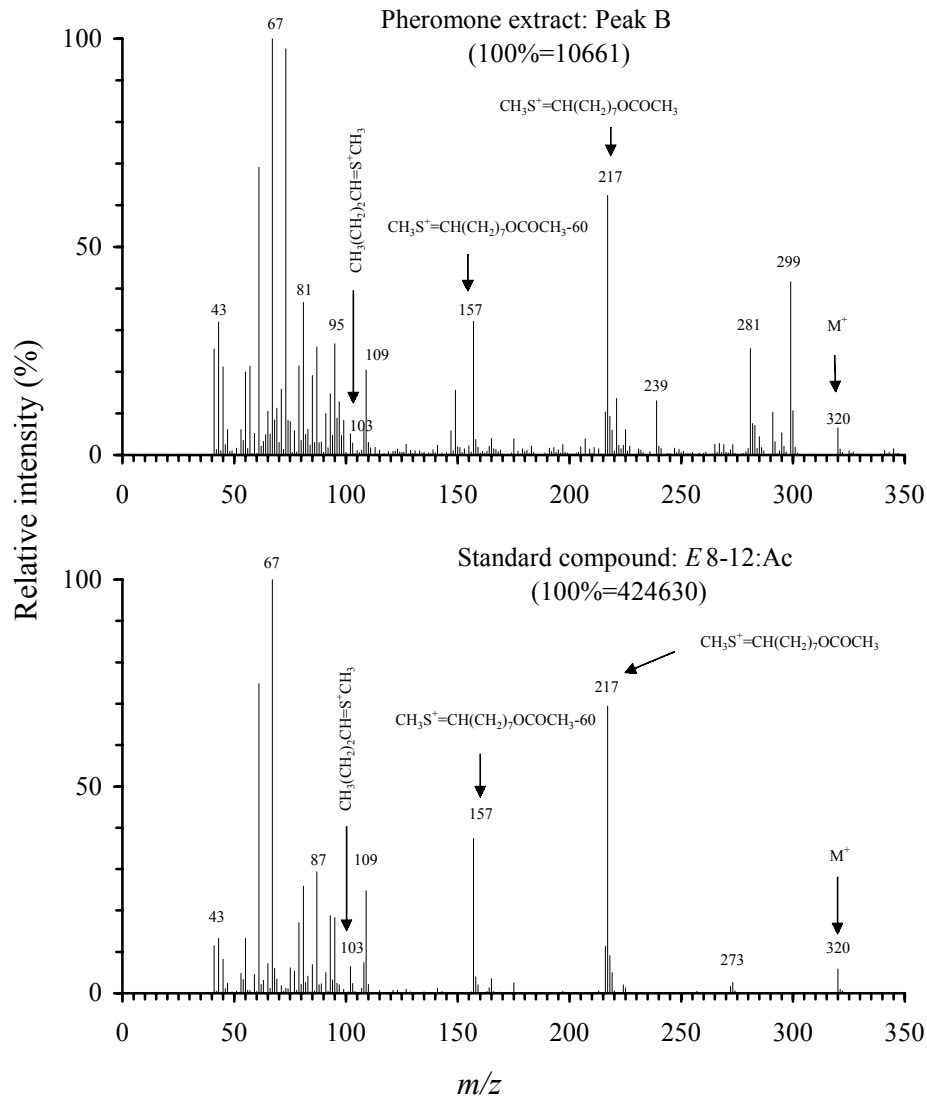 Pheromone extract: Peak B
(100%=10661)
100
67
CH₃S⁺=CH(CH₂)₇OCOCH₃
217
CH₃(CH₂)₂CH=S⁺CH₃
CH₃S⁺=CH(CH₂)₇OCOCH₃-60
50
43
81
95
109
103
157
239
281
299
M⁺
320
0
0 50 100 150 200 250 300 350
Relative intensity (%)
Standard compound: E 8-12:Ac
(100%=424630)
100
67
CH₃S⁺=CH(CH₂)₇OCOCH₃
217
CH₃(CH₂)₂CH=S⁺CH₃
CH₃S⁺=CH(CH₂)₇OCOCH₃-60
50
43
87
109
103
157
273
M⁺
320
0
0 50 100 150 200 250 300 350
m/z